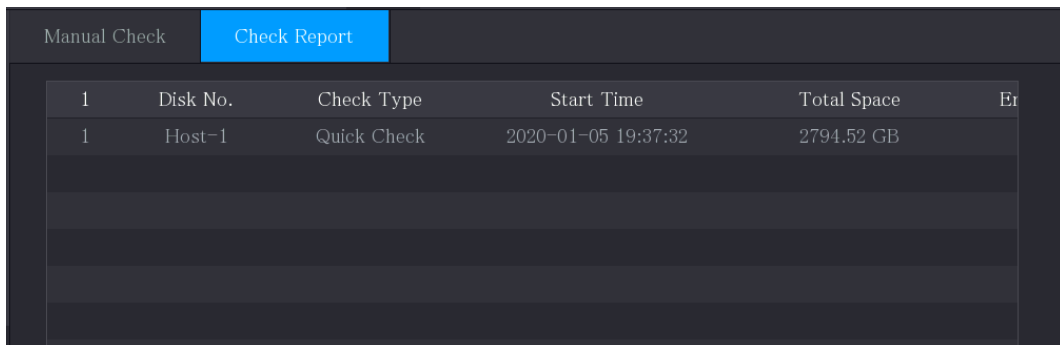 Manual Check Check Report
1 Disk No. Check Type Start Time Total Space
1 Host-1 Quick Check 2020-01-05 19:37:32 2794.52 GB